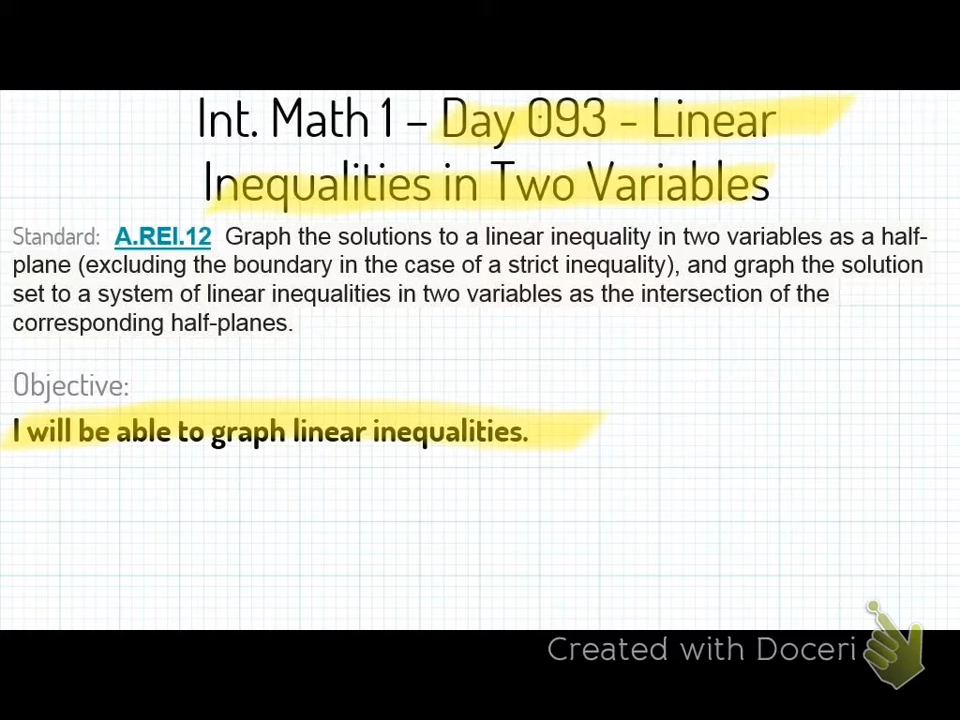 Int. Math 1 – Day 093 - Linear
Inequalities in Two Variables
Standard: A.REI.12 Graph the solutions to a linear inequality in two variables as a half-
plane (excluding the boundary in the case of a strict inequality), and graph the solution
set to a system of linear inequalities in two variables as the intersection of the
corresponding half-planes.
Objective:
I will be able to graph linear inequalities.
Created with Doceri